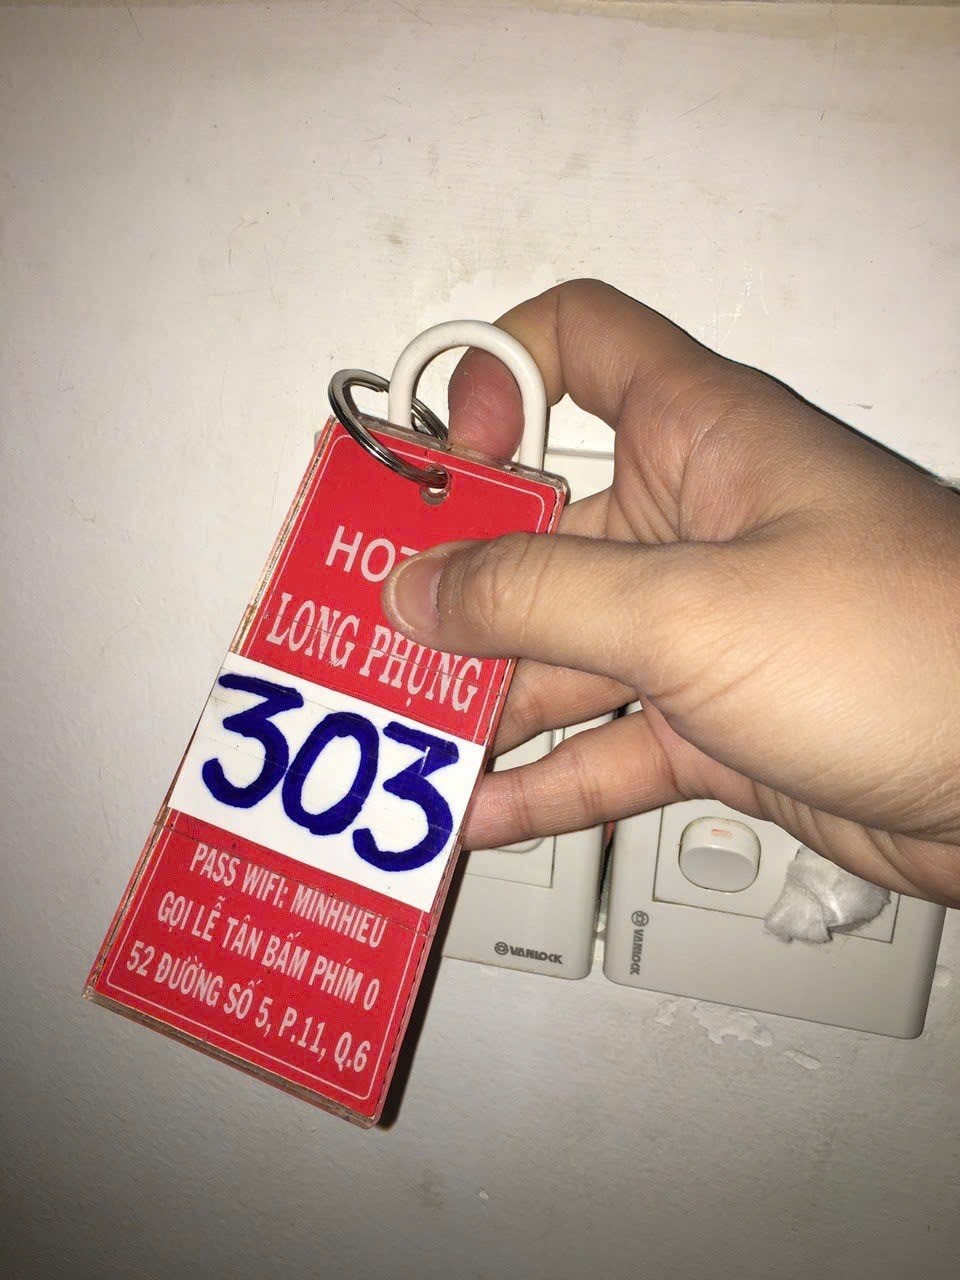 LONG PHỤNG
303
PASS WIFI: MINHHIEU
GỌI LỄ TÂN BẤM PHÍM 0
52 ĐƯỜNG SỐ 5, P.11, Q.6
VANLOCK
VANLOCK